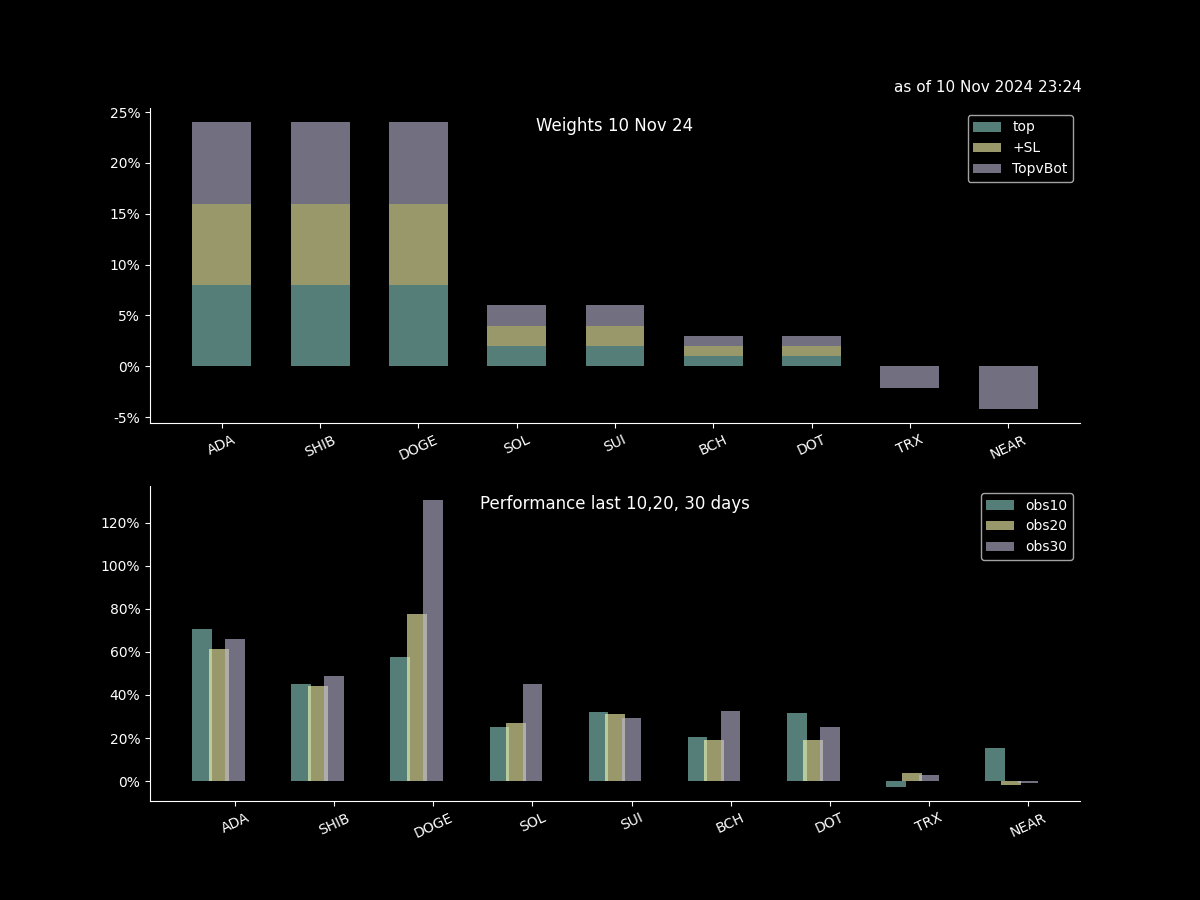 as of 10 Nov 2024 23:24
Weights 10 Nov 24
top
+SL
TopvBot
25%
20%
15%
10%
5%
0%
-5%
ADA SHIB DOGE SOL SUI BCH DOT TRX NEAR
Performance last 10,20, 30 days
obs10
obs20
obs30
120%
100%
80%
60%
40%
20%
0%
ADA SHIB DOGE SOL SUI BCH DOT TRX NEAR